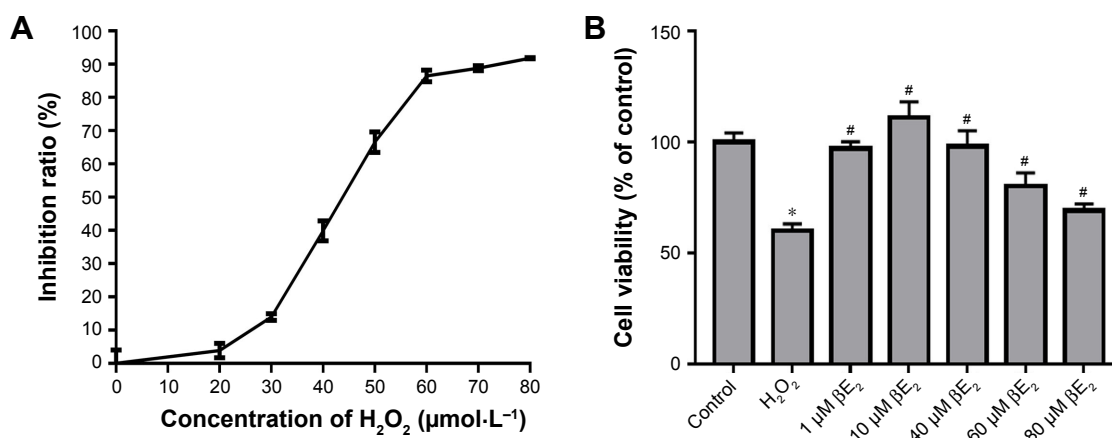 A
Inhibition ratio (%)
100
90
80
70
60
50
40
30
20
10
0
0 10 20 30 40 50 60 70 80
Concentration of H₂O₂ (µmol·L⁻¹)
B
Cell viability (% of control)
150
100
50
0
* # # # # #
Control H₂O₂ 1 µM βE₂ 10 µM βE₂ 40 µM βE₂ 60 µM βE₂ 80 µM βE₂